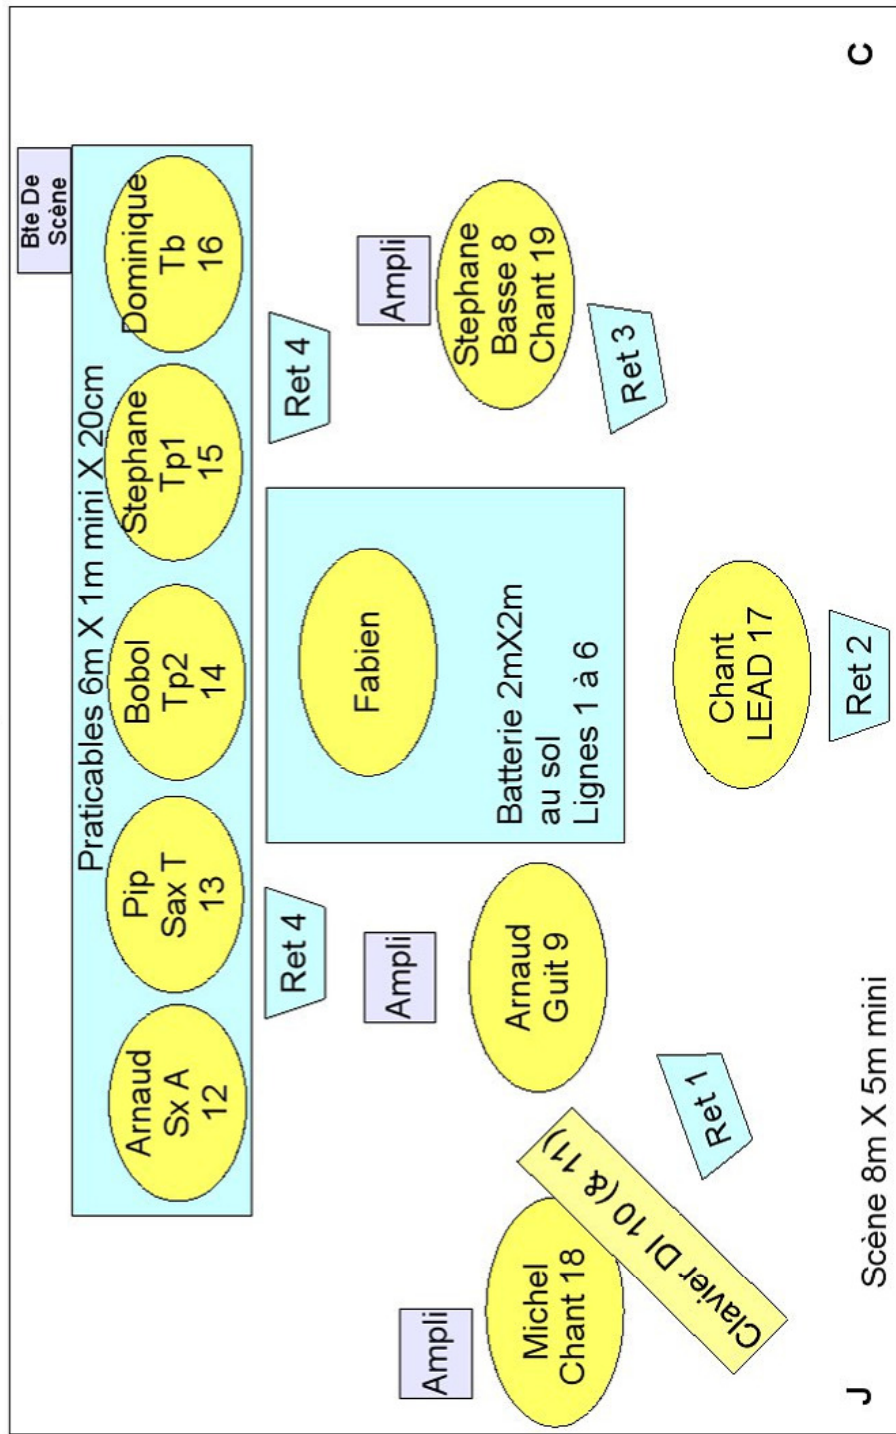 Bte De
Scène
Praticables 6m X 1m mini X 20cm
Arnaud
Sx A
12
Pip
Sax T
13
Bobol
Tp2
14
Stephane
Tp1
15
Dominique
Tb
16
Ret 4
Ret 4
Ampli
Ampli
Ampli
Fabien
Batterie 2mX2m
au sol
Lignes 1 à 6
Michel
Chant 18
Clavier DI 10 (& 11)
Arnaud
Guit 9
Stephane
Basse 8
Chant 19
Ret 1
Chant
LEAD 17
Ret 3
Ret 2
J
Scène 8m X 5m mini
C